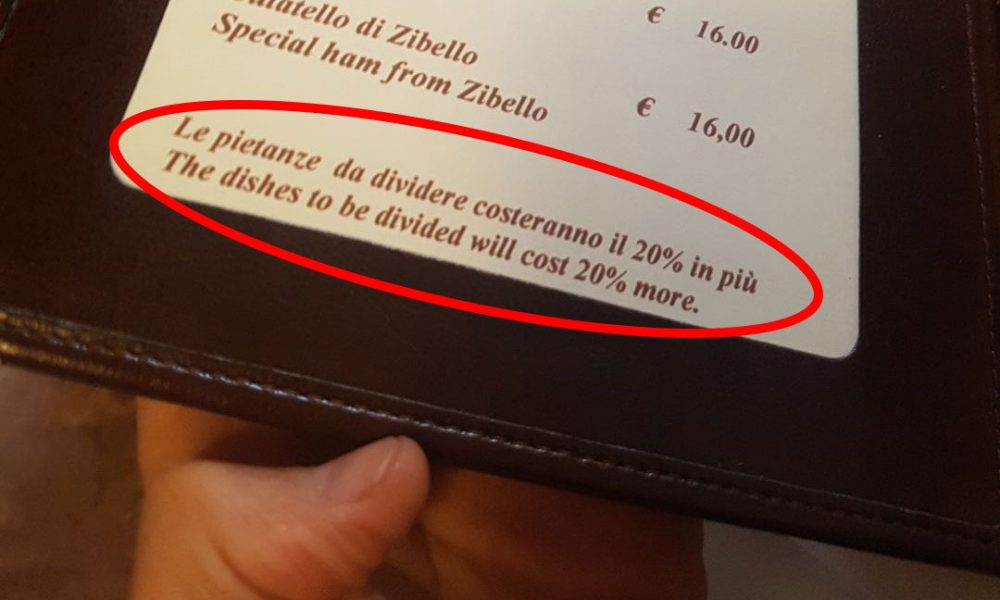 di Zibello
€ 16.00
Special ham from Zibello
€ 16,00
Le pietanze da dividere costeranno il 20% in più
The dishes to be divided will cost 20% more.